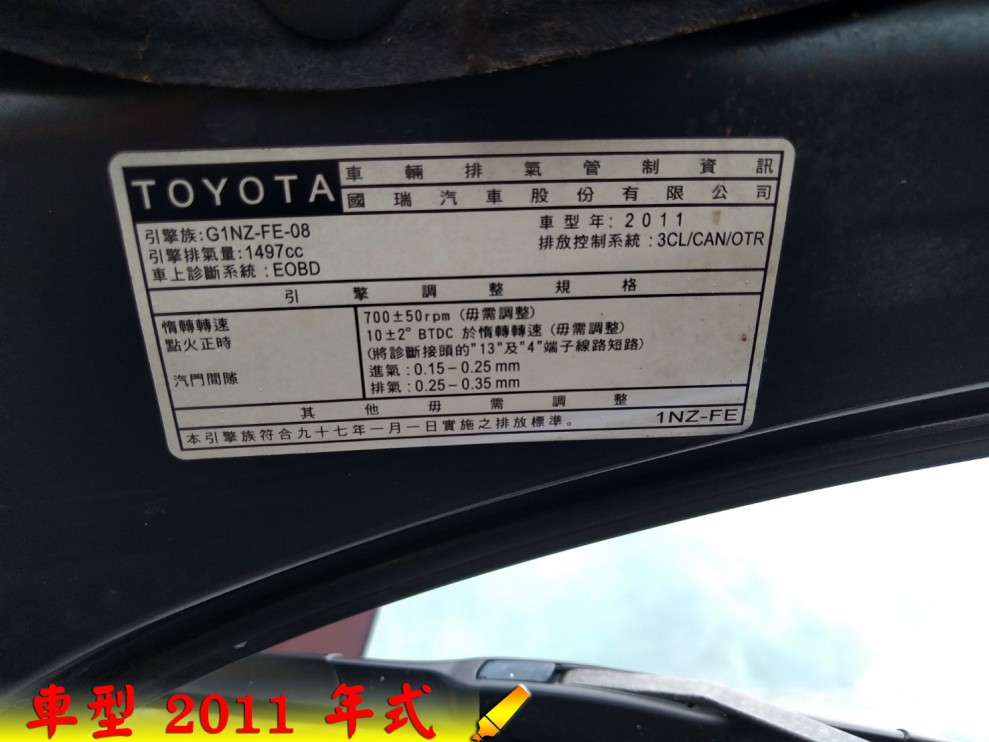 TOYOTA
車輛排氣管制資訊
國瑞汽車股份有限公司
引擎族:G1NZ-FE-08
車型年: 2011
引擎排氣量:1497cc
排放控制系統:3CL/CAN/OTR
車上診斷系統:EOBD
引擎調整規格
惰轉轉速
700±50rpm (毋需調整)
點火正時
10±2° BTDC 於惰轉轉速 (毋需調整)
(將診斷接頭的"13"及"4"端子線路短路)
汽門間隙
進氣:0.15-0.25mm
排氣:0.25-0.35mm
其他毋需調整
本引擎族符合九十七年一月一日實施之排放標準。
1NZ-FE
車型 2011 年式